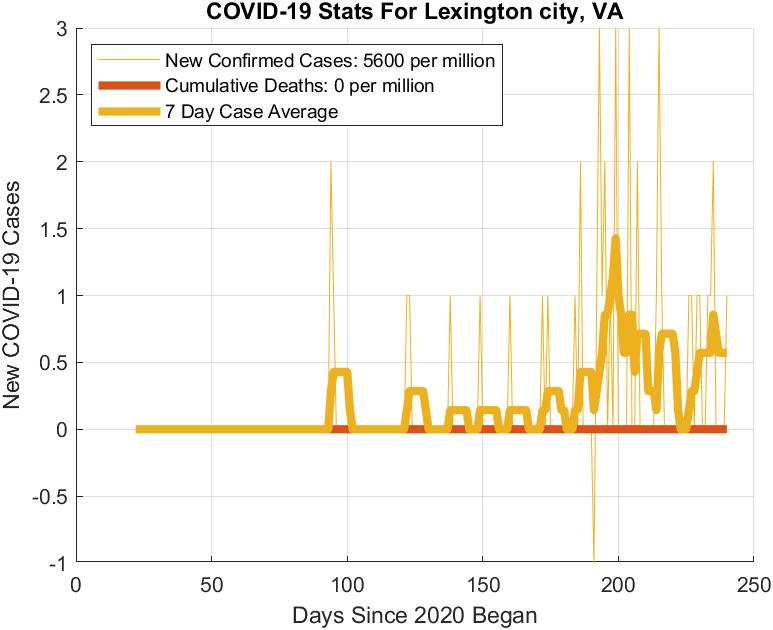 COVID-19 Stats For Lexington city, VA
3
New Confirmed Cases: 5600 per million
Cumulative Deaths: 0 per million
7 Day Case Average
2.5
2
1.5
1
0.5
0
-0.5
-1
New COVID-19 Cases
0 50 100 150 200 250
Days Since 2020 Began